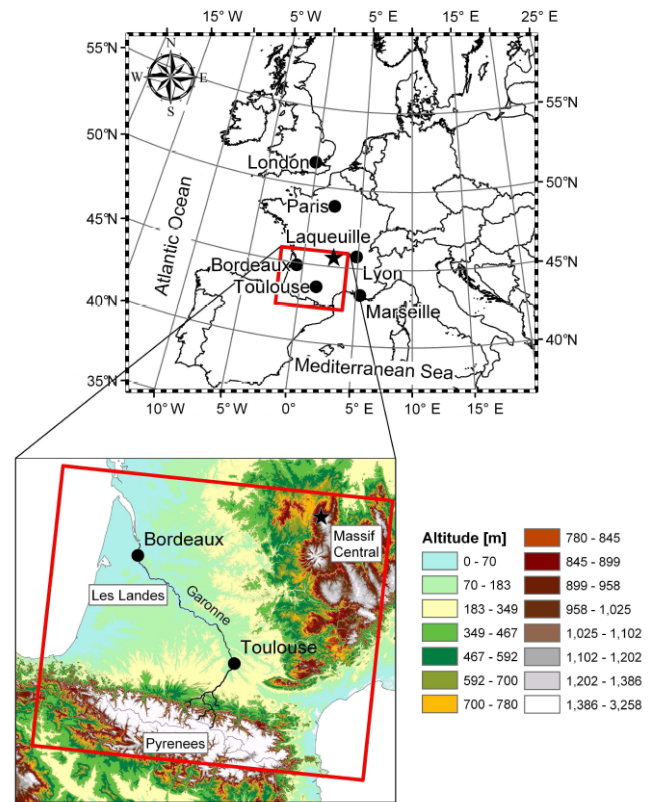 15°W 10°W 5°W 0° 5°E 10°E 15°E 20°E 25°E
N
W E
S
55°N
50°N
45°N
40°N
35°N
55°N
50°N
45°N
40°N
Atlantic Ocean
London
Paris
Laqueuille
Bordeaux
Lyon
Toulouse
Marseille
Mediterranean Sea
10°W 5°W 0° 5°E 10°E 15°E
Bordeaux
Massif
Central
Les Landes
Garonne
Toulouse
Pyrenees
Altitude [m]
0 - 70
70 - 183
183 - 349
349 - 467
467 - 592
592 - 700
700 - 780
780 - 845
845 - 899
899 - 958
958 - 1,025
1,025 - 1,102
1,102 - 1,202
1,202 - 1,386
1,386 - 3,258